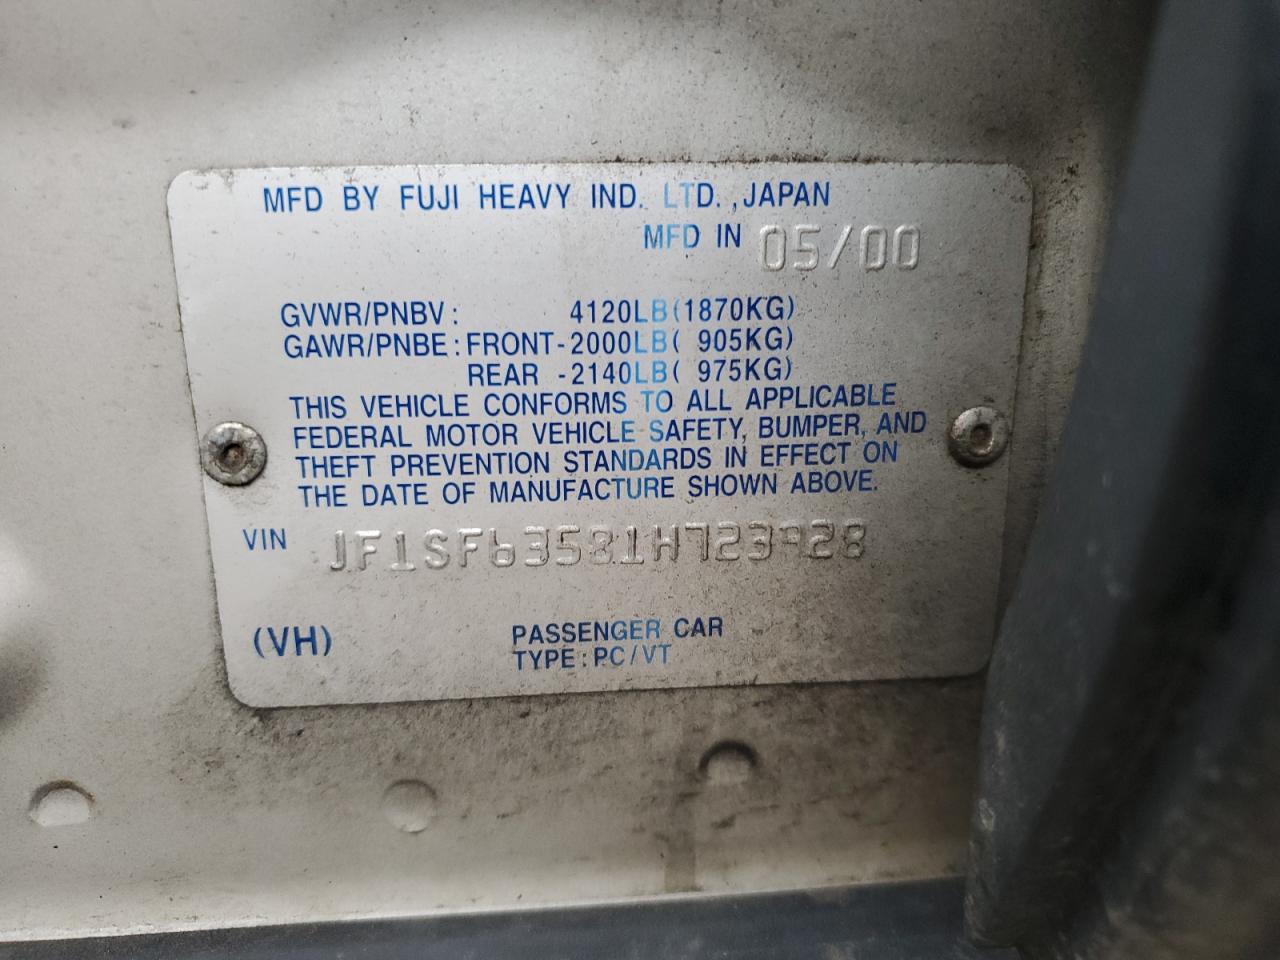 MFD BY FUJI HEAVY IND. LTD., JAPAN
MFD IN 05/00
GVWR/PNBV: 4120LB(1870KG)
GAWR/PNBE: FRONT-2000LB( 905KG)
REAR -2140LB( 975KG)
THIS VEHICLE CONFORMS TO ALL APPLICABLE
FEDERAL MOTOR VEHICLE SAFETY, BUMPER, AND
THEFT PREVENTION STANDARDS IN EFFECT ON
THE DATE OF MANUFACTURE SHOWN ABOVE.
VIN JF1SF63581H723928
(VH) PASSENGER CAR
TYPE: PC/VT